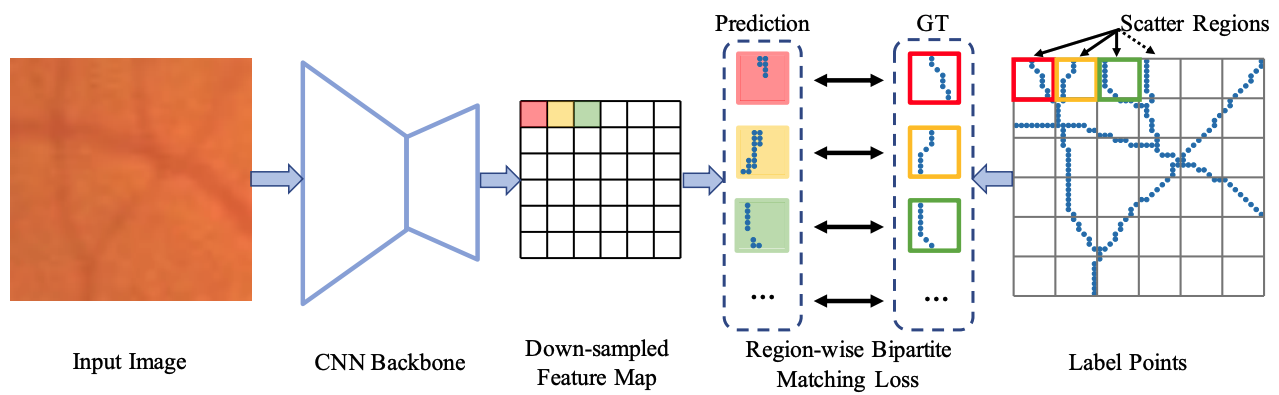 Prediction
GT
Scatter Regions
...
...
Input Image
CNN Backbone
Down-sampled
Feature Map
Region-wise Bipartite
Matching Loss
Label Points